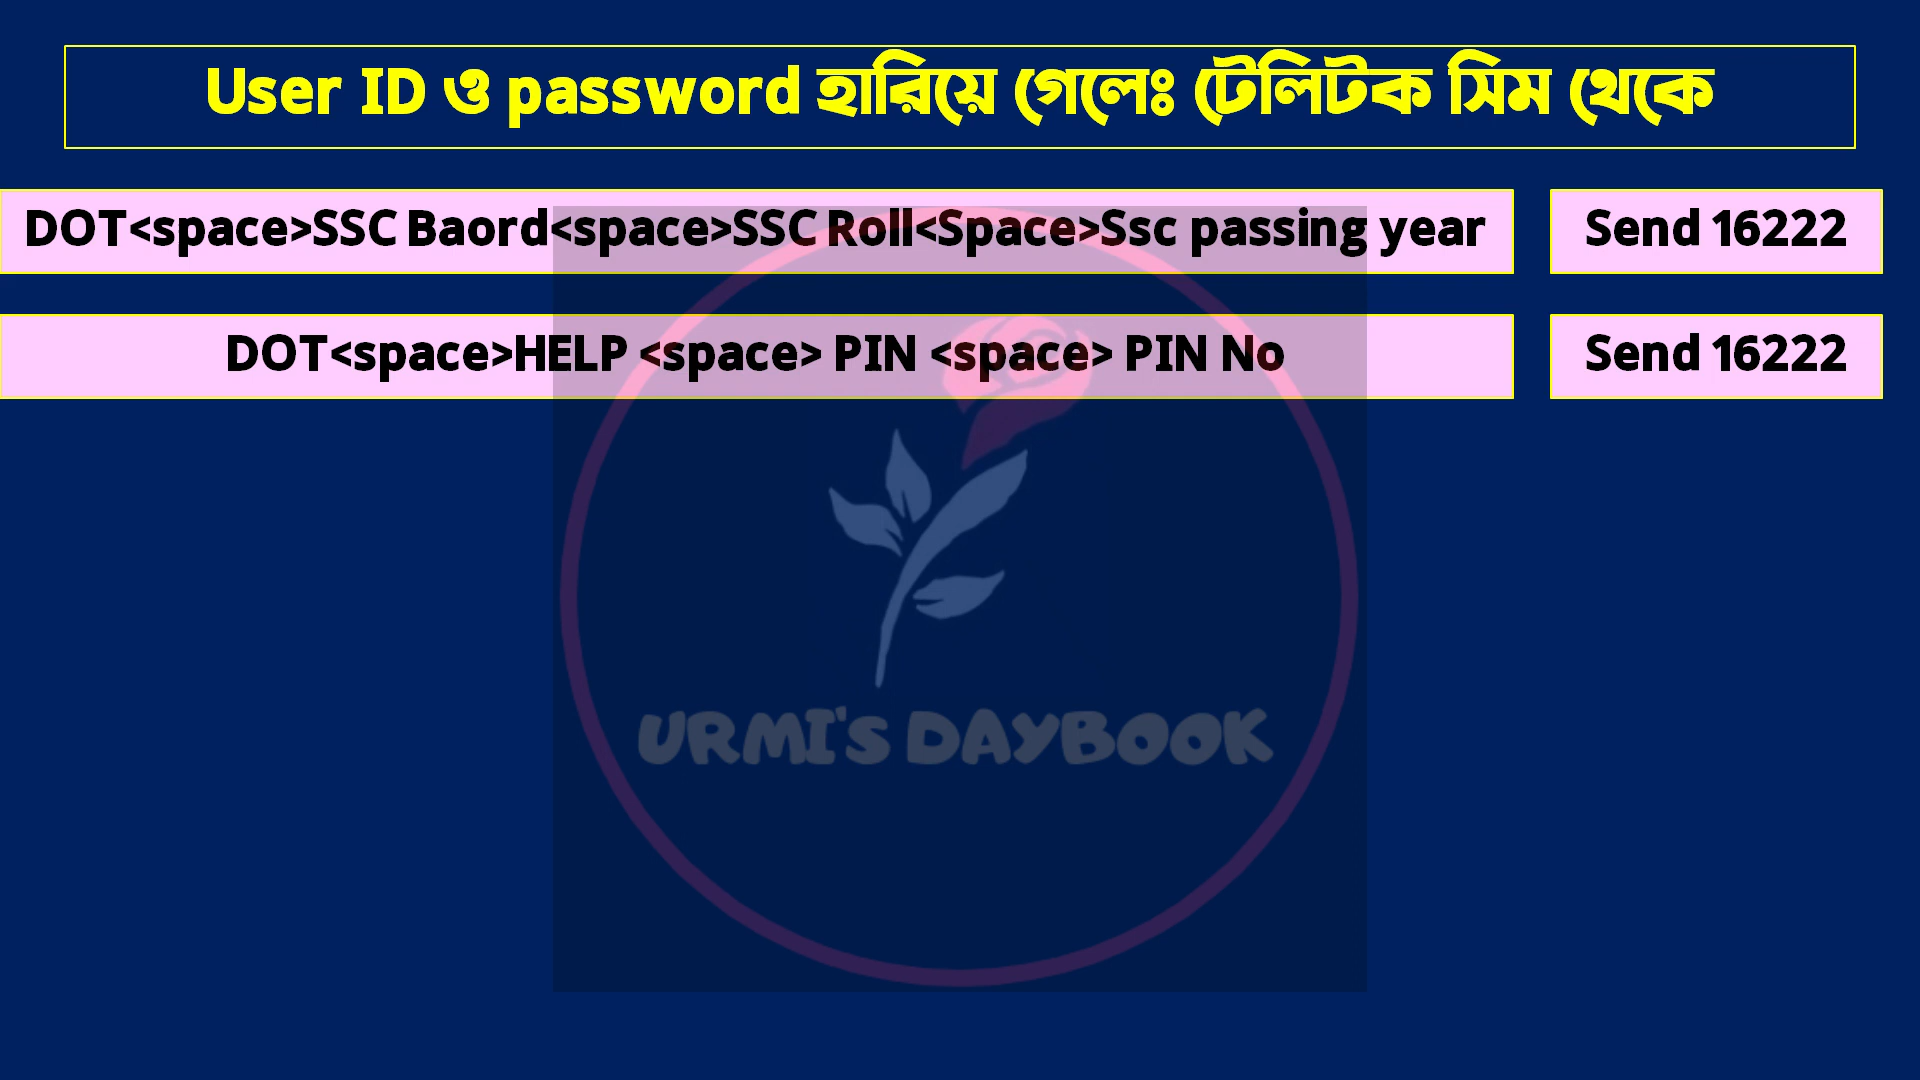 User ID ও password হারিয়ে গেলেঃ টেলিটক সিম থেকে
DOT<space>SSC Baord<space>SSC Roll<Space>Ssc passing year
Send 16222
DOT<space>HELP <space> PIN <space> PIN No
Send 16222
URMI's DAYBOOK